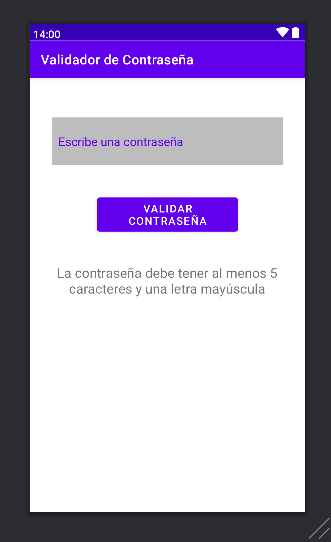 14:00
Validador de Contraseña
Escribe una contraseña
VALIDAR
CONTRASEÑA
La contraseña debe tener al menos 5
caracteres y una letra mayúscula